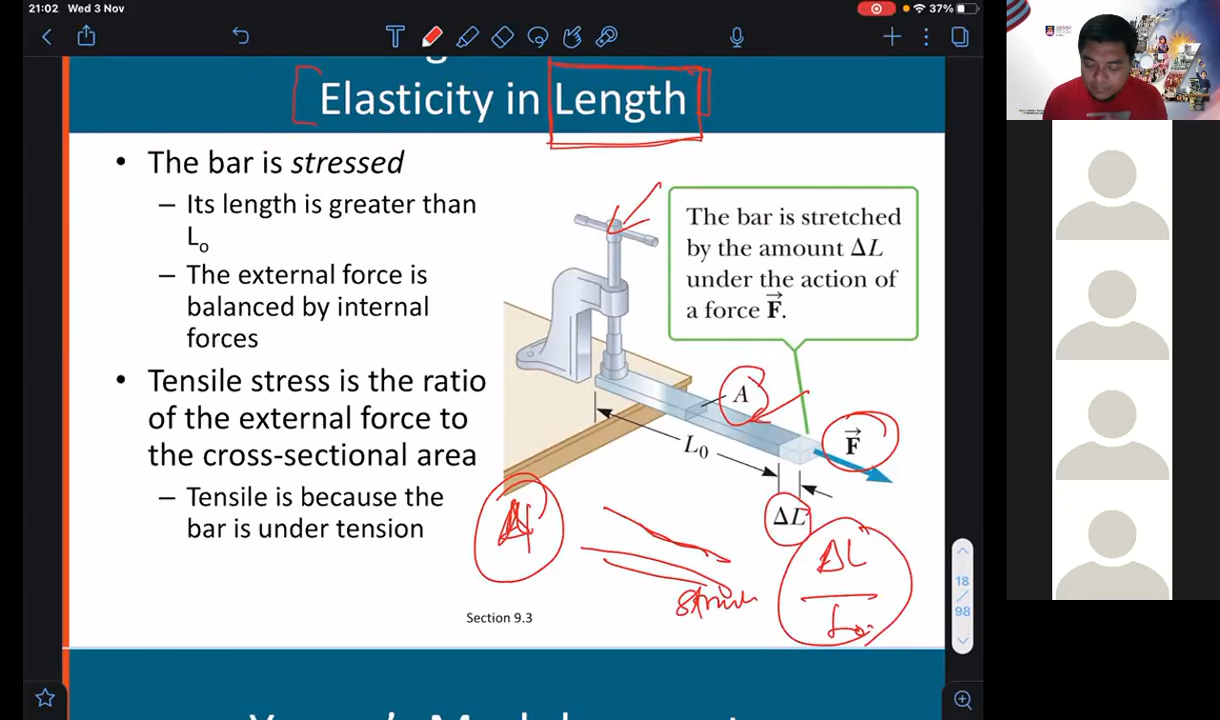 21:02 Wed 3 Nov
37%
T
Elasticity in Length
• The bar is stressed
– Its length is greater than
L₀
– The external force is
balanced by internal
forces
• Tensile stress is the ratio
of the external force to
the cross-sectional area
– Tensile is because the
bar is under tension
The bar is stretched
by the amount ΔL
under the action of
a force F⃗.
A
F⃗
L₀
ΔL
ΔL
L₀
Section 9.3
18
/
98